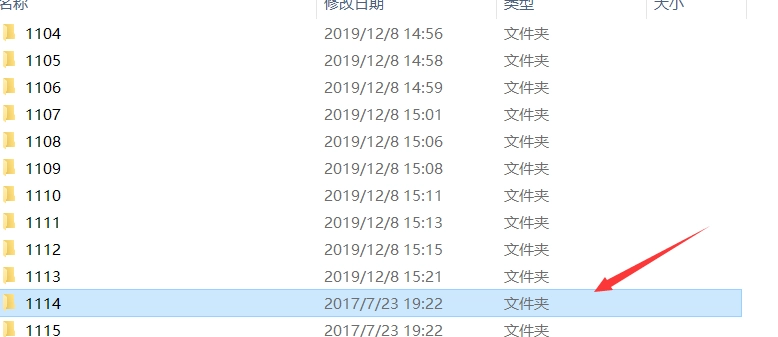 名称 修改日期 类型 大小
1104 2019/12/8 14:56 文件夹
1105 2019/12/8 14:58 文件夹
1106 2019/12/8 14:59 文件夹
1107 2019/12/8 15:01 文件夹
1108 2019/12/8 15:06 文件夹
1109 2019/12/8 15:08 文件夹
1110 2019/12/8 15:11 文件夹
1111 2019/12/8 15:13 文件夹
1112 2019/12/8 15:15 文件夹
1113 2019/12/8 15:21 文件夹
1114 2017/7/23 19:22 文件夹
1115 2017/7/23 19:22 文件夹